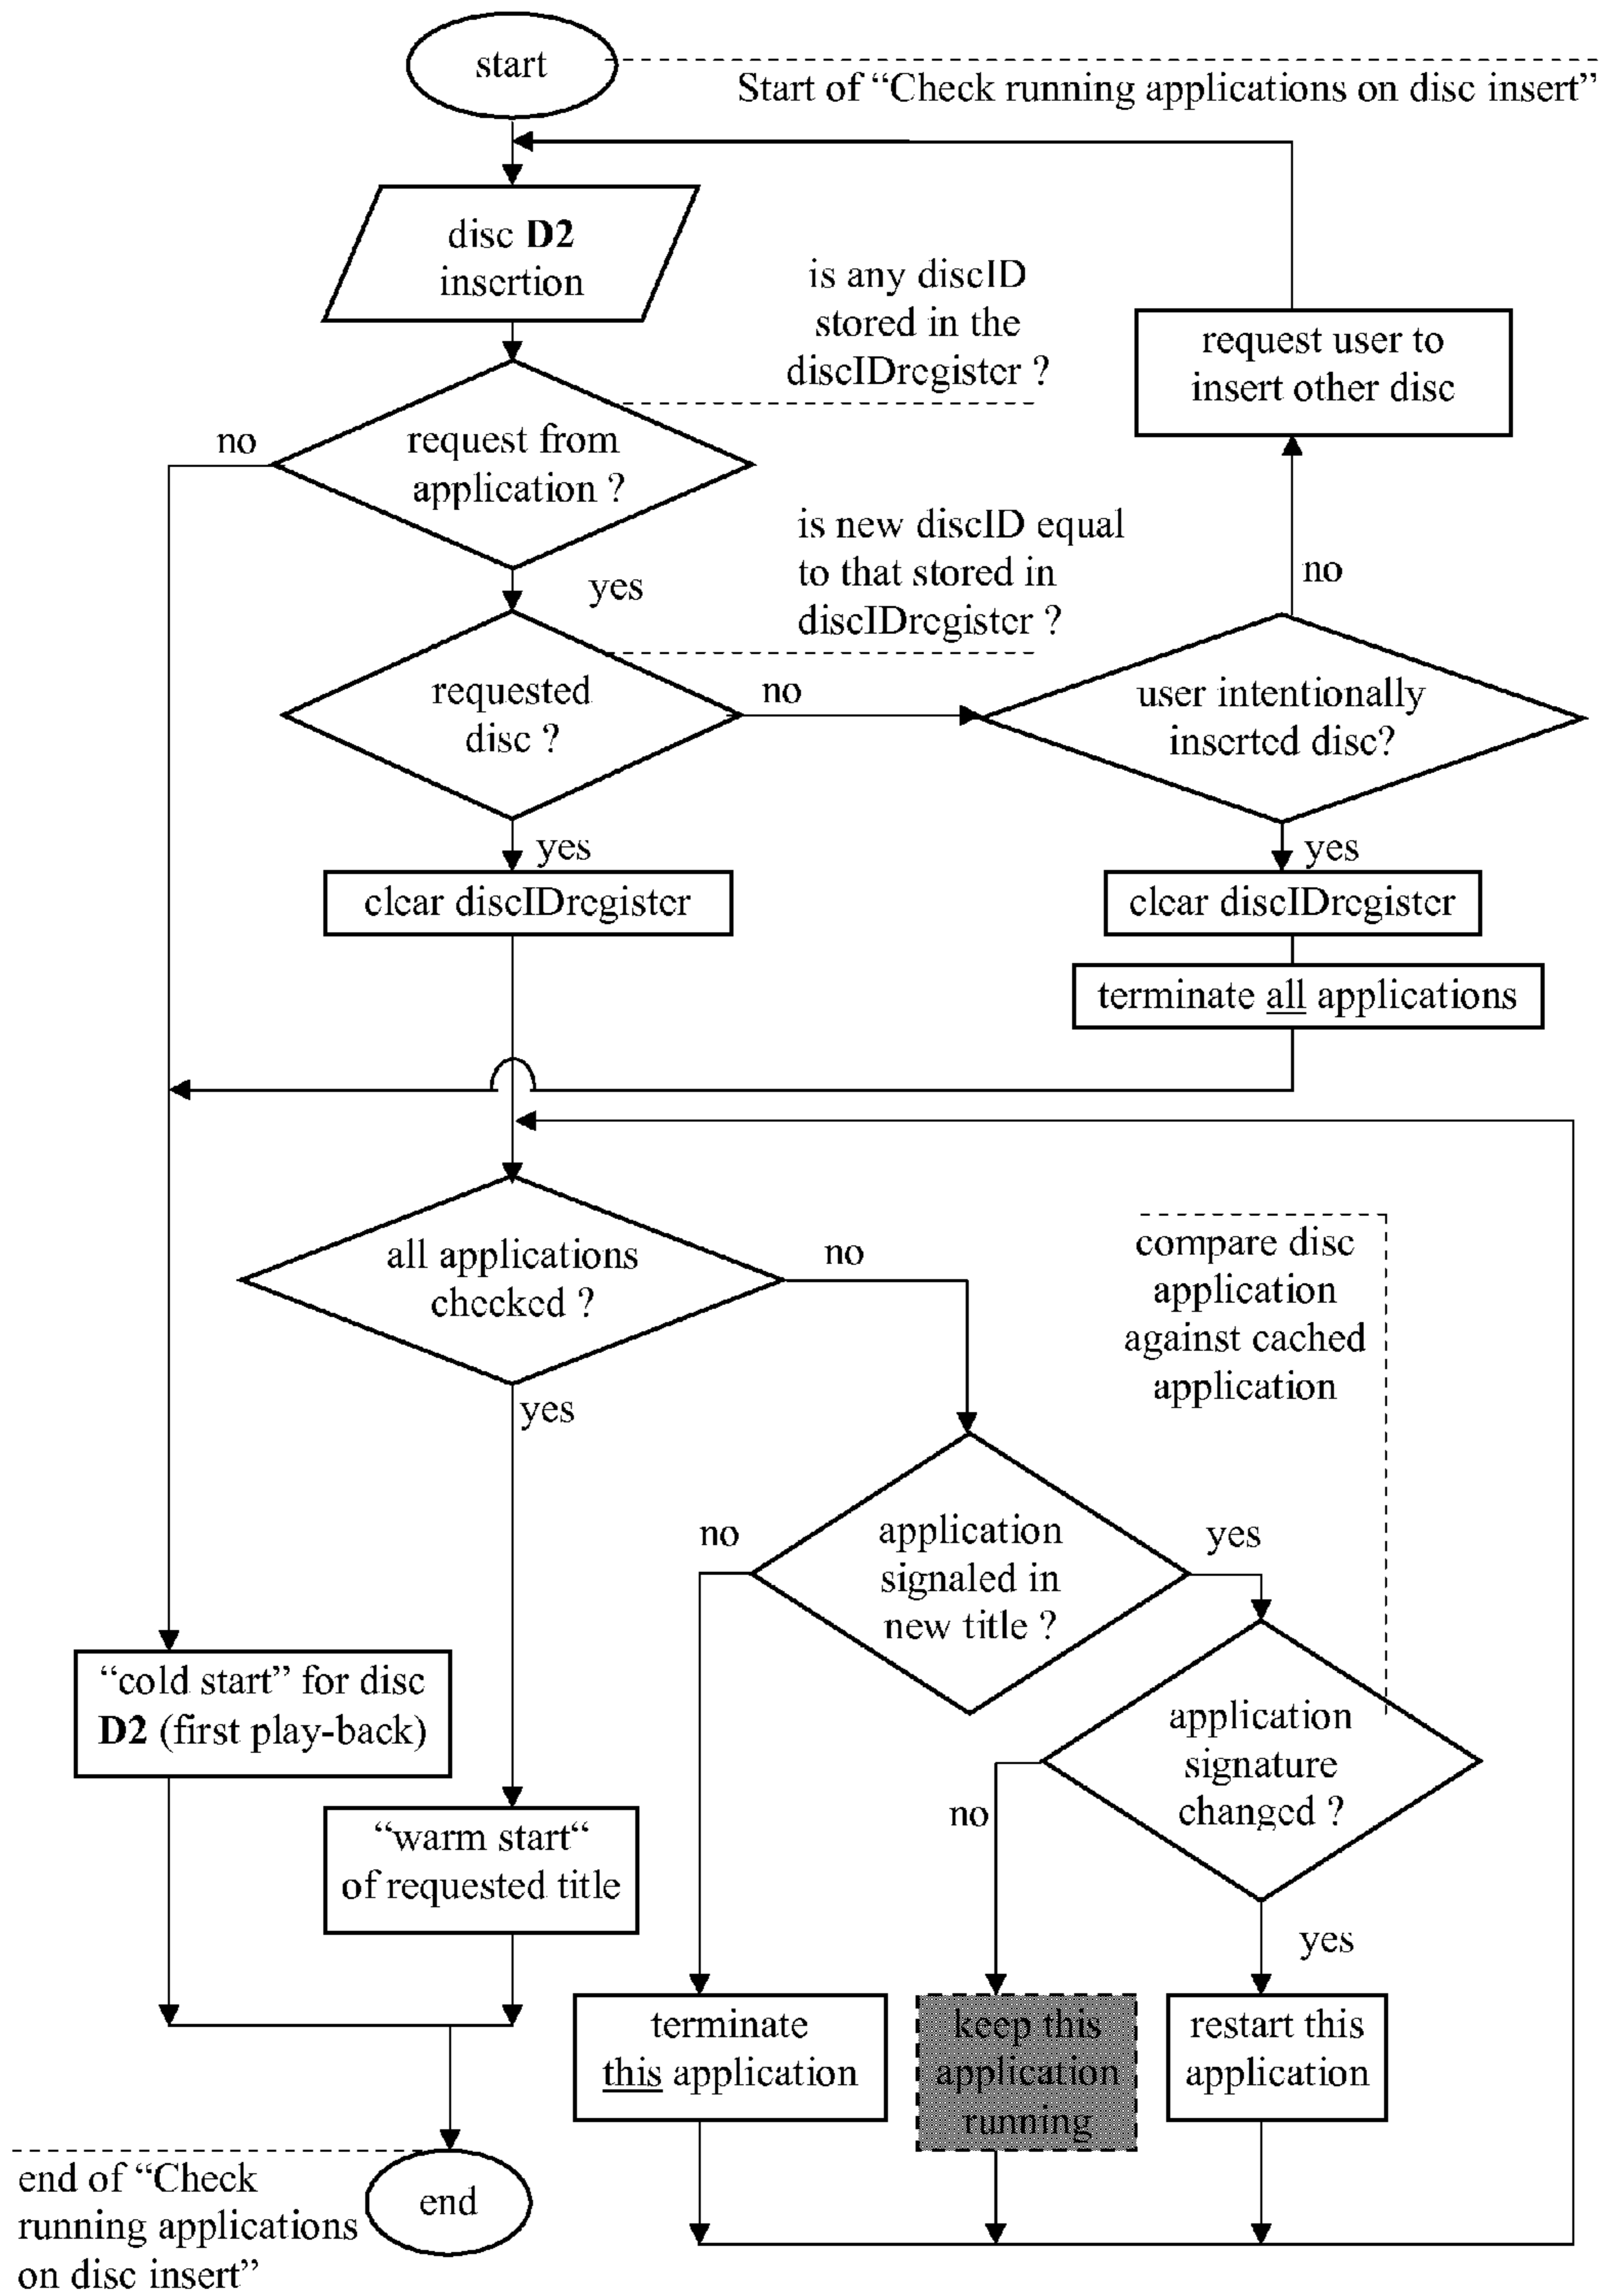 start
Start of “Check running applications on disc insert”
disc D2
insertion
is any discID
stored in the
discIDregister ?
request user to
insert other disc
no
request from
application ?
is new discID equal
to that stored in
discIDregister ?
yes
no
requested
disc ?
no
user intentionally
inserted disc?
yes
yes
clear discIDregister
clear discIDregister
terminate all applications
all applications
checked ?
no
compare disc
application
against cached
application
yes
no
application
signaled in
new title ?
yes
“cold start” for disc
D2 (first play-back)
application
signature
changed ?
no
“warm start“
of requested title
yes
terminate
this application
keep this
application
running
restart this
application
end of “Check
running applications
on disc insert”
end